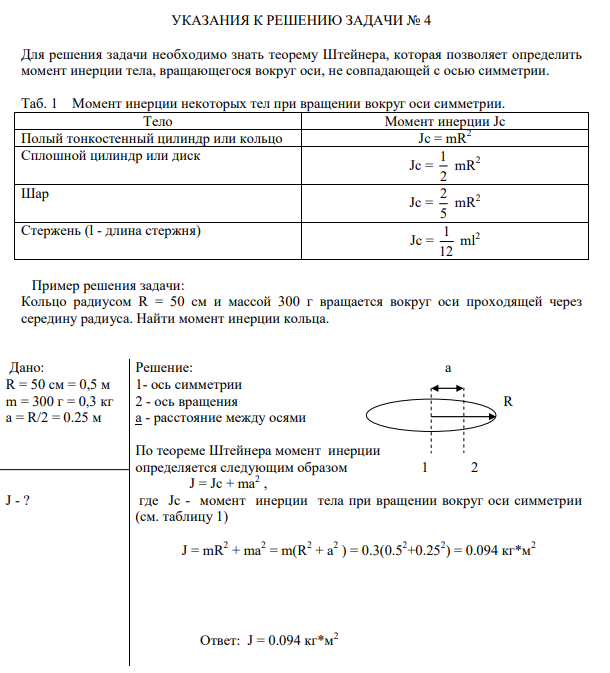 УКАЗАНИЯ К РЕШЕНИЮ ЗАДАЧИ № 4
Для решения задачи необходимо знать теорему Штейнера, которая позволяет определить
момент инерции тела, вращающегося вокруг оси, не совпадающей с осью симметрии.
Таб. 1 Момент инерции некоторых тел при вращении вокруг оси симметрии.
Тело Момент инерции Jc
Полый тонкостенный цилиндр или кольцо Jc = mR²
Сплошной цилиндр или диск Jc = 1/2 mR²
Шар Jc = 2/5 mR²
Стержень (l - длина стержня) Jc = 1/12 ml²
Пример решения задачи:
Кольцо радиусом R = 50 см и массой 300 г вращается вокруг оси проходящей через
середину радиуса. Найти момент инерции кольца.
Дано:
R = 50 см = 0,5 м
m = 300 г = 0,3 кг
a = R/2 = 0.25 м
J - ?
Решение:
1- ось симметрии
2 - ось вращения
a - расстояние между осями
a
R
1 2
По теореме Штейнера момент инерции
определяется следующим образом
J = Jc + ma² ,
где Jc - момент инерции тела при вращении вокруг оси симметрии
(см. таблицу 1)
J = mR² + ma² = m(R² + a² ) = 0.3(0.5²+0.25²) = 0.094 кг*м²
Ответ: J = 0.094 кг*м²